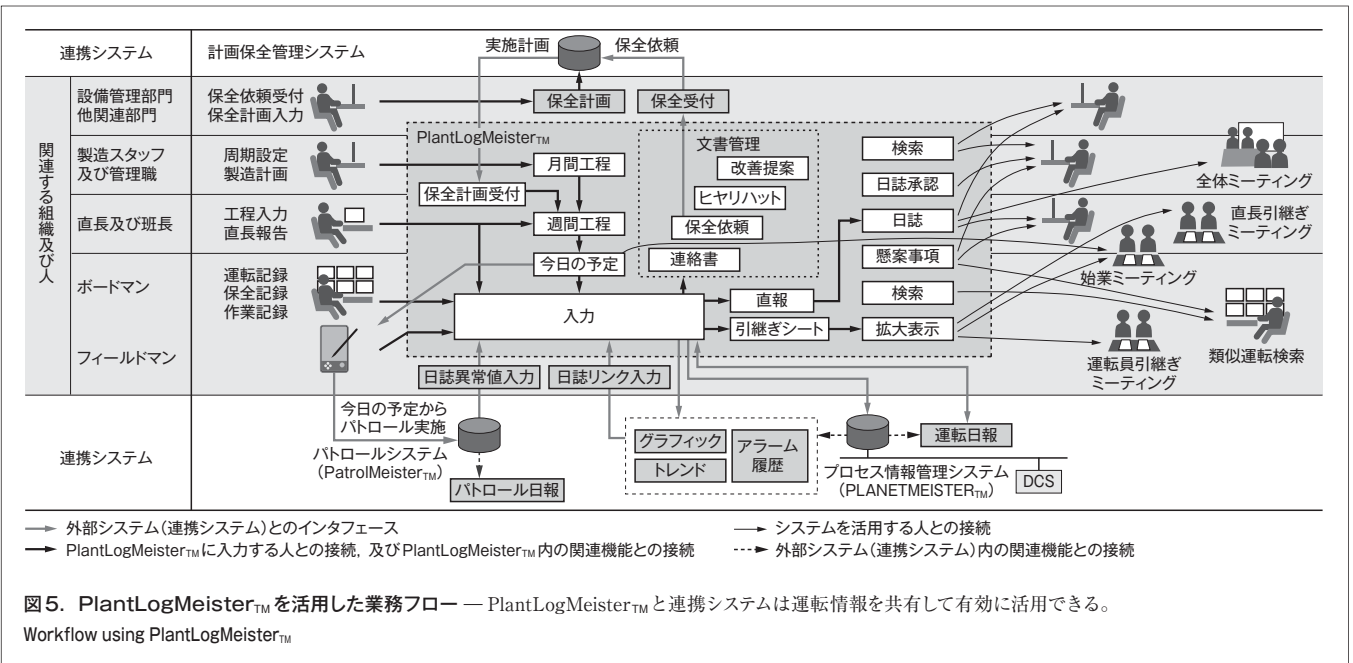 連携システム
計画保全管理システム
実施計画
保全依頼
関連する組織及び人
設備管理部門
他関連部門
保全依頼受付
保全計画入力
保全計画
保全受付
製造スタッフ
及び管理職
周期設定
製造計画
PlantLogMeister™
月間工程
保全計画受付
文書管理
改善提案
ヒヤリハット
保全依頼
連絡書
検索
日誌承認
日誌
懸案事項
検索
拡大表示
全体ミーティング
直長及び班長
工程入力
直長報告
週間工程
今日の予定
直長引継ぎ
ミーティング
始業ミーティング
ボードマン
運転記録
保全記録
作業記録
入力
直報
引継ぎシート
フィールドマン
日誌異常値入力
日誌リンク入力
運転員引継ぎ
ミーティング
類似運転検索
連携システム
今日の予定から
パトロール実施
パトロールシステム
(PatrolMeister™)
パトロール日報
グラフィック
トレンド
アラーム
履歴
運転日報
プロセス情報管理システム
(PLANETMEISTER™)
DCS
外部システム(連携システム)とのインタフェース
システムを活用する人との接続
PlantLogMeister™に入力する人との接続，及びPlantLogMeister™内の関連機能との接続
外部システム(連携システム)内の関連機能との接続
図5．PlantLogMeister™を活用した業務フロー — PlantLogMeister™と連携システムは運転情報を共有して有効に活用できる。
Workflow using PlantLogMeister™